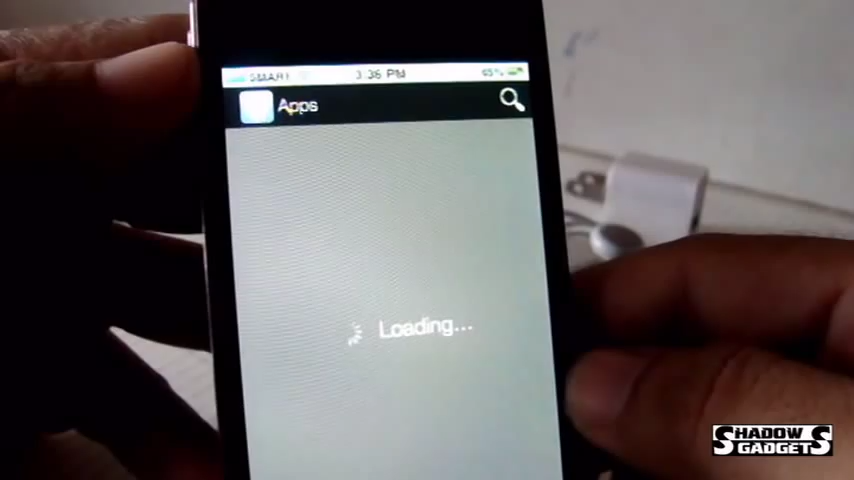 SMART 3:36 PM 65%
Apps
Loading...
SHADOW
GADGETS